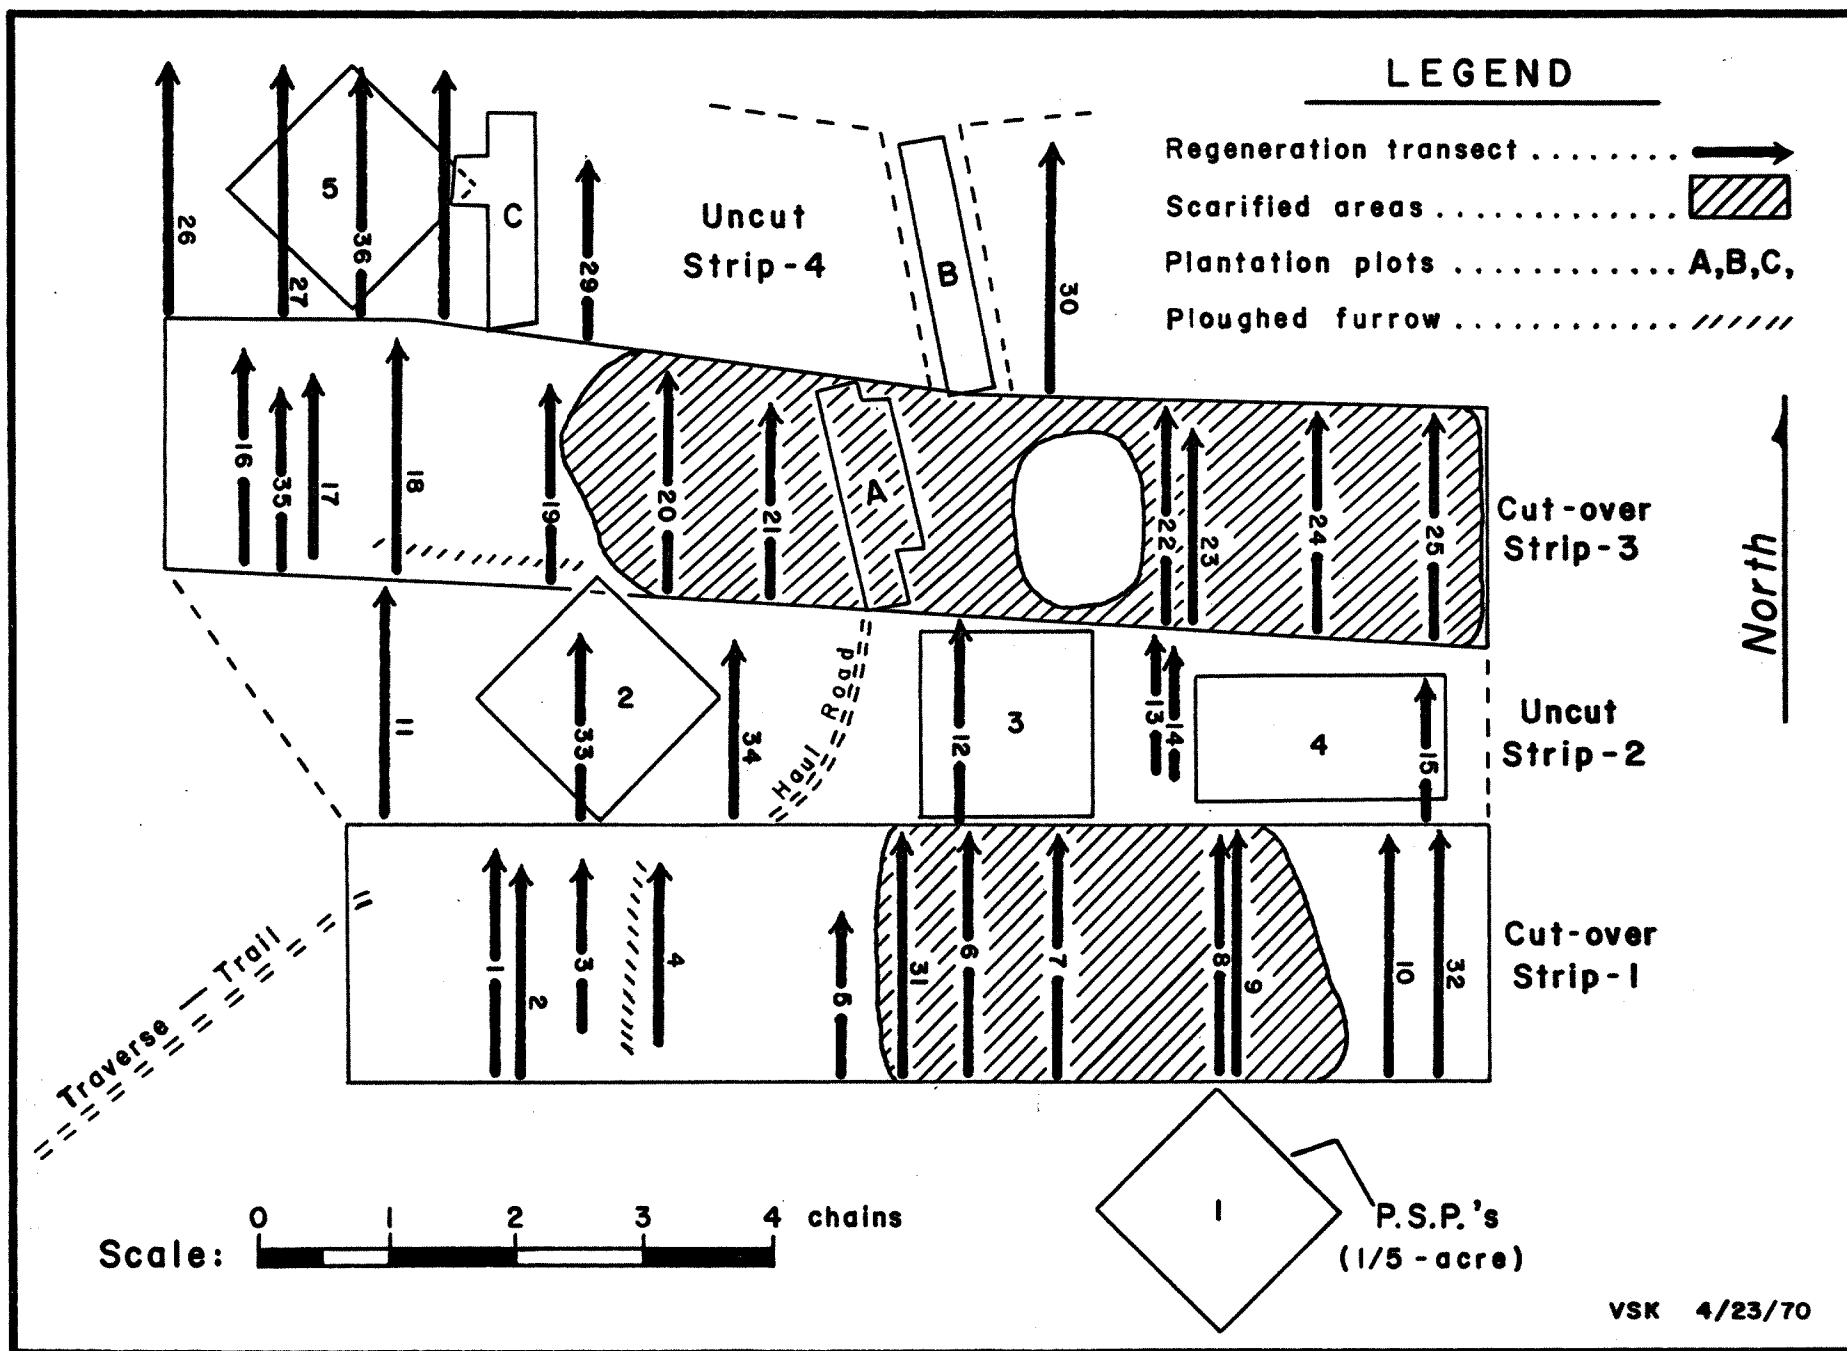 LEGEND
Regeneration transect ........
Scarified areas .............
Plantation plots ............ A,B,C,
Ploughed furrow ............
26
27
5
36
C
29
Uncut
Strip-4
B
30
16
35
17
18
19
20
21
A
22
23
24
25
Cut-over
Strip-3
North
11
33
2
34
Haul Road
12
3
13
14
4
15
Uncut
Strip-2
1
2
3
4
5
31
6
7
8
9
10
32
Cut-over
Strip-1
Traverse — Trail
1
P.S.P.'s
(1/5-acre)
0 1 2 3 4 chains
Scale:
VSK 4/23/70